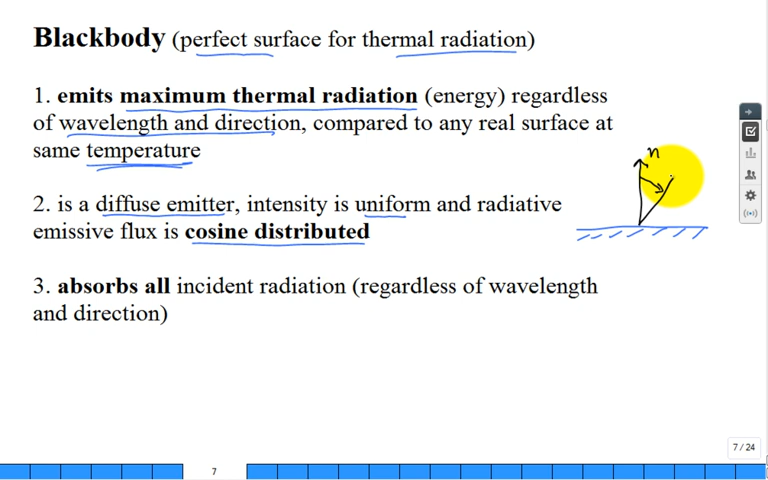 Blackbody (perfect surface for thermal radiation)
1. emits maximum thermal radiation (energy) regardless
of wavelength and direction, compared to any real surface at
same temperature
n
2. is a diffuse emitter, intensity is uniform and radiative
emissive flux is cosine distributed
3. absorbs all incident radiation (regardless of wavelength
and direction)
7 / 24
7